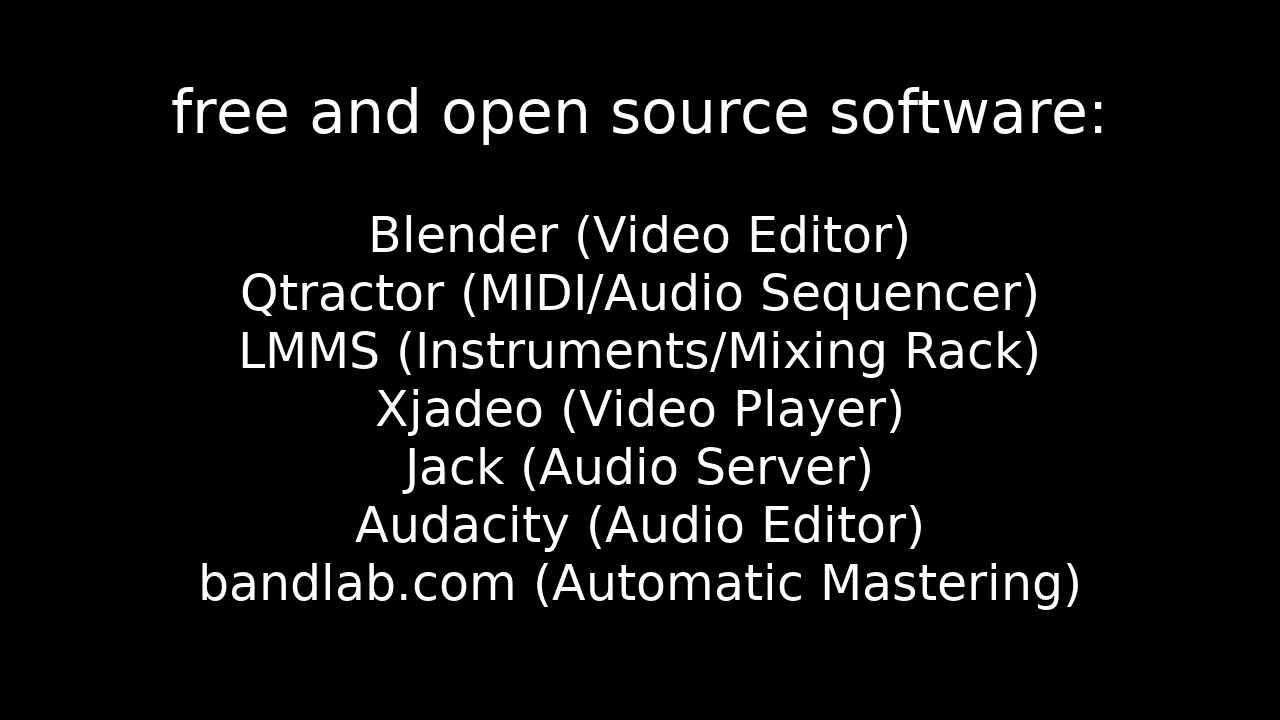 free and open source software:
Blender (Video Editor)
Qtractor (MIDI/Audio Sequencer)
LMMS (Instruments/Mixing Rack)
Xjadeo (Video Player)
Jack (Audio Server)
Audacity (Audio Editor)
bandlab.com (Automatic Mastering)